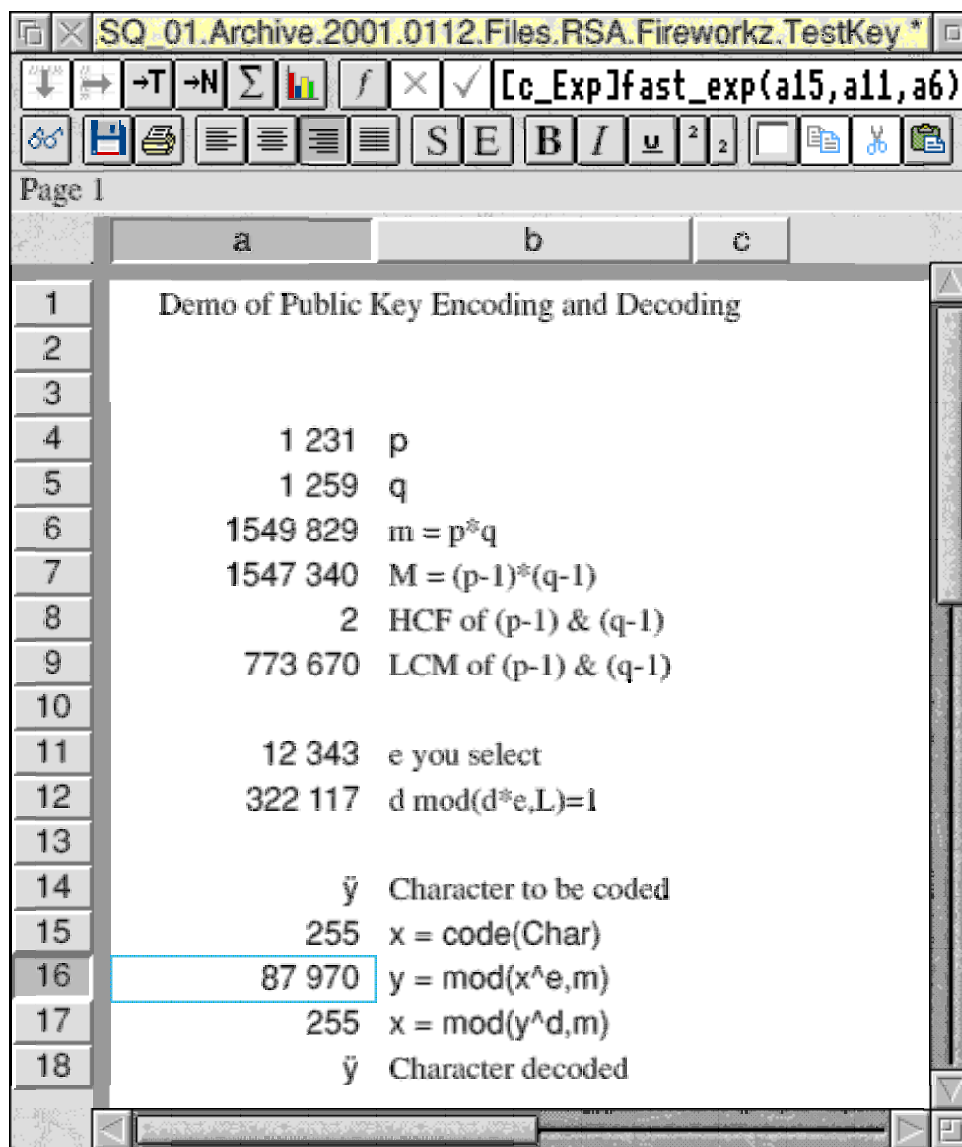 SQ_01.Archive.2001.0112.Files.RSA.Fireworkz.TestKey *
→T →N Σ f [c_Exp]fast_exp(a15,a11,a6)
S E B I u 2 2
Page 1
a b c
1 Demo of Public Key Encoding and Decoding
2
3
4 1 231 p
5 1 259 q
6 1549 829 m = p*q
7 1547 340 M = (p-1)*(q-1)
8 2 HCF of (p-1) & (q-1)
9 773 670 LCM of (p-1) & (q-1)
10
11 12 343 e you select
12 322 117 d mod(d*e,L)=1
13
14 ÿ Character to be coded
15 255 x = code(Char)
16 87 970 y = mod(x^e,m)
17 255 x = mod(y^d,m)
18 ÿ Character decoded